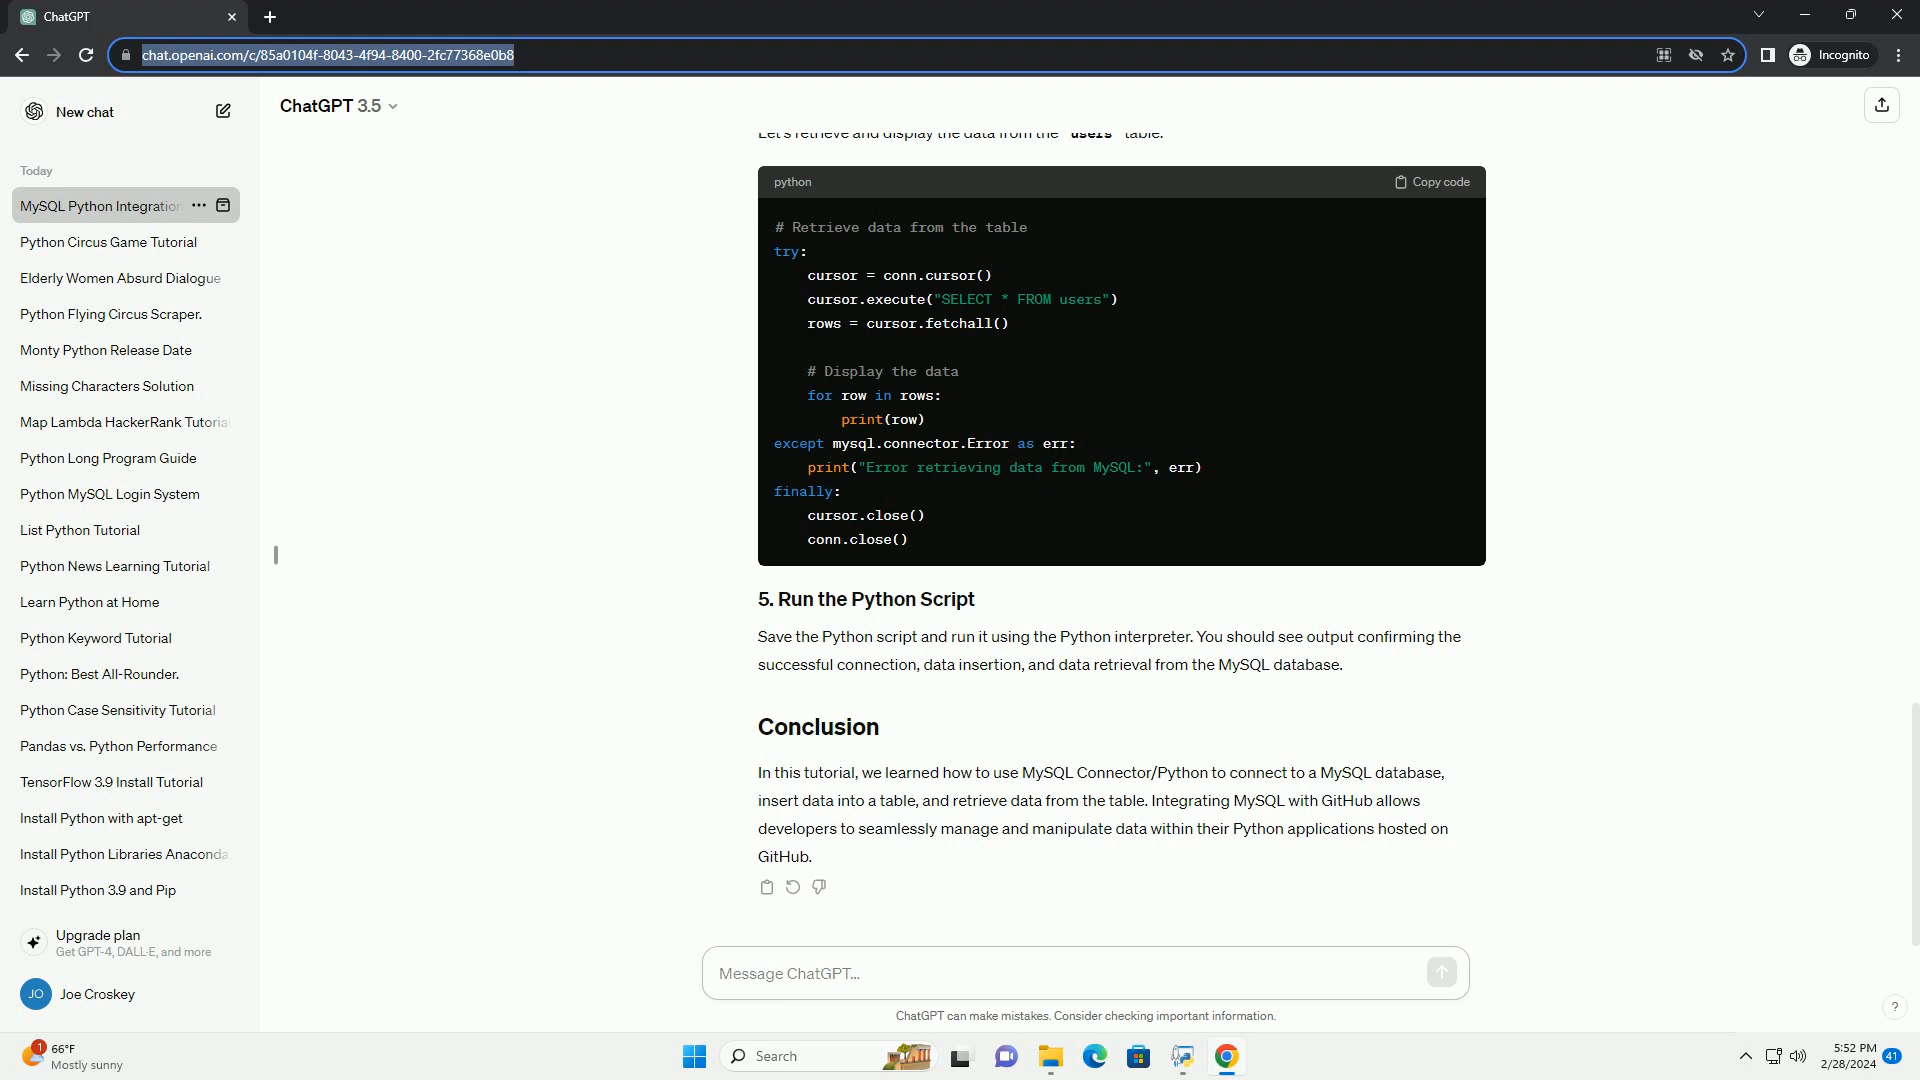 ChatGPT
chat.openai.com/c/85a0104f-8043-4f94-8400-2fc77368e0b8
Incognito
New chat
Today
MySQL Python Integration
Python Circus Game Tutorial
Elderly Women Absurd Dialogue
Python Flying Circus Scraper.
Monty Python Release Date
Missing Characters Solution
Map Lambda HackerRank Tutorial
Python Long Program Guide
Python MySQL Login System
List Python Tutorial
Python News Learning Tutorial
Learn Python at Home
Python Keyword Tutorial
Python: Best All-Rounder.
Python Case Sensitivity Tutorial
Pandas vs. Python Performance
TensorFlow 3.9 Install Tutorial
Install Python with apt-get
Install Python Libraries Anaconda
Install Python 3.9 and Pip
Upgrade plan
Get GPT-4, DALL·E, and more
JO Joe Croskey
ChatGPT 3.5
Let's retrieve and display the data from the `users` table.
python
Copy code
# Retrieve data from the table
try:
    cursor = conn.cursor()
    cursor.execute("SELECT * FROM users")
    rows = cursor.fetchall()
    # Display the data
    for row in rows:
        print(row)
except mysql.connector.Error as err:
    print("Error retrieving data from MySQL:", err)
finally:
    cursor.close()
    conn.close()
5. Run the Python Script
Save the Python script and run it using the Python interpreter. You should see output confirming the
successful connection, data insertion, and data retrieval from the MySQL database.
Conclusion
In this tutorial, we learned how to use MySQL Connector/Python to connect to a MySQL database,
insert data into a table, and retrieve data from the table. Integrating MySQL with GitHub allows
developers to seamlessly manage and manipulate data within their Python applications hosted on
GitHub.
Message ChatGPT...
ChatGPT can make mistakes. Consider checking important information.
?
1
66°F
Mostly sunny
Search
5:52 PM
2/28/2024
41